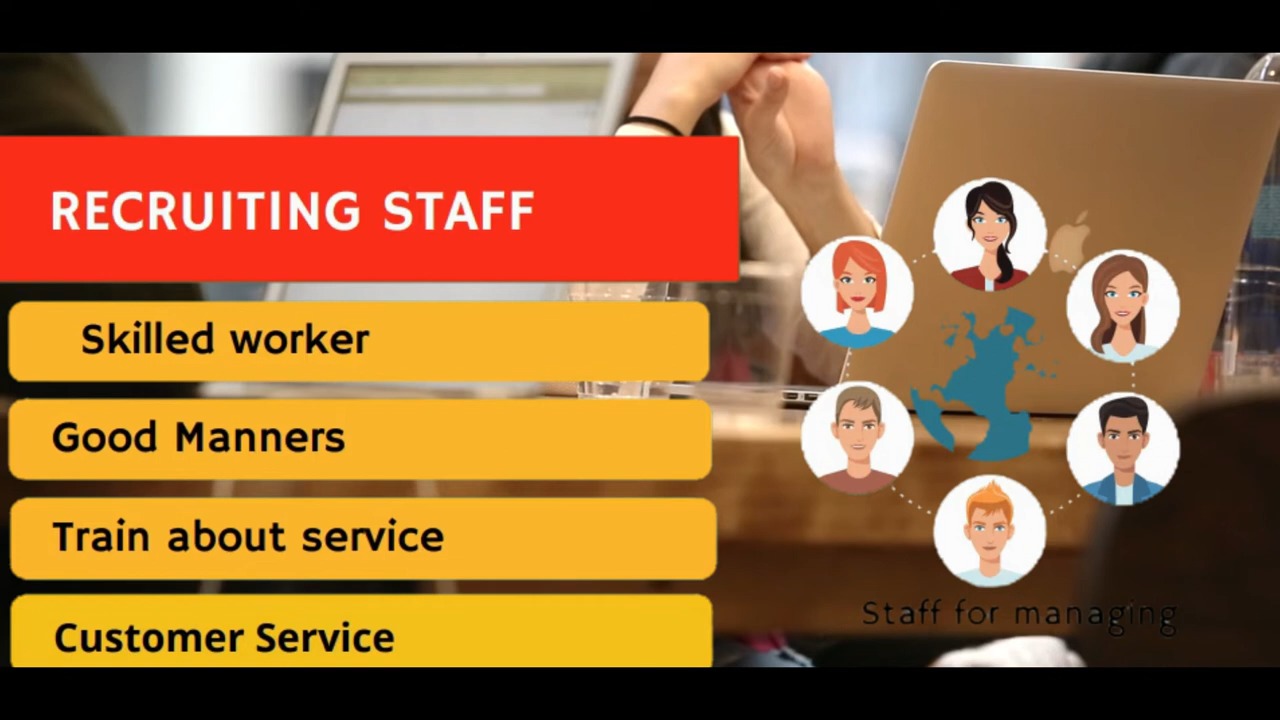 RECRUITING STAFF
Skilled worker
Good Manners
Train about service
Customer Service
Staff for managing